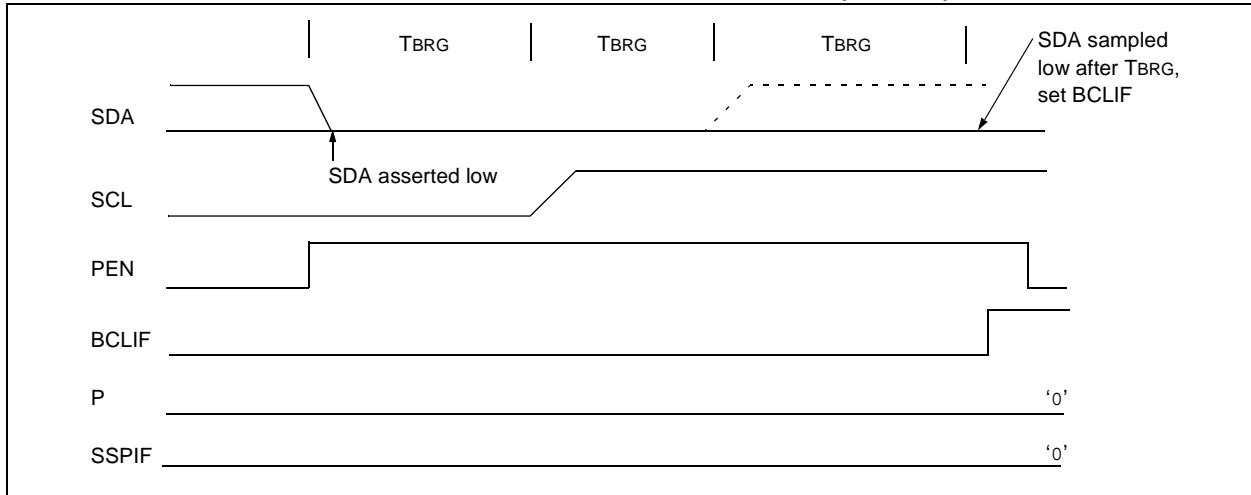 TBRG TBRG TBRG
SDA sampled
low after TBRG,
set BCLIF
SDA
SDA asserted low
SCL
PEN
BCLIF
P
‘0’
SSPIF
‘0’